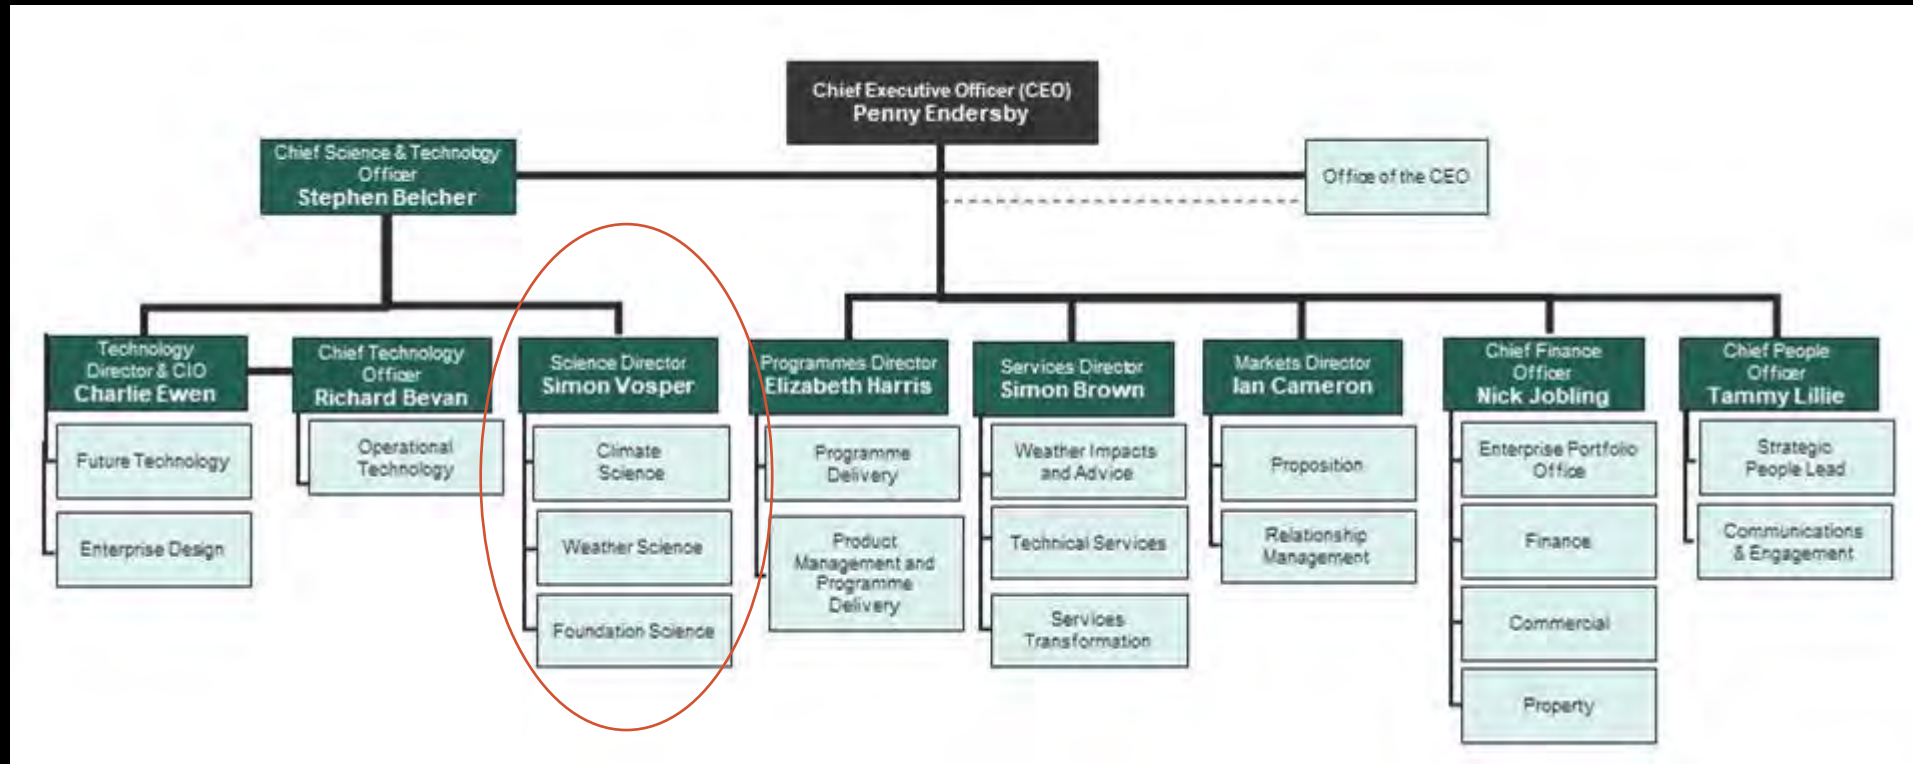 Chief Executive Officer (CEO)
Penny Endersby
Chief Science & Technology
Officer
Stephen Belcher
Office of the CEO
Technology
Director & CIO
Charlie Ewen
Chief Technology
Officer
Richard Bevan
Science Director
Simon Vosper
Programmes Director
Elizabeth Harris
Services Director
Simon Brown
Markets Director
Ian Cameron
Chief Finance
Officer
Nick Jobling
Chief People
Officer
Tammy Lillie
Future Technology
Enterprise Design
Operational
Technology
Climate
Science
Weather Science
Foundation Science
Programme
Delivery
Product
Management and
Programme
Delivery
Weather Impacts
and Advice
Technical Services
Services
Transformation
Proposition
Relationship
Management
Enterprise Portfolio
Office
Finance
Commercial
Property
Strategic
People Lead
Communications
& Engagement